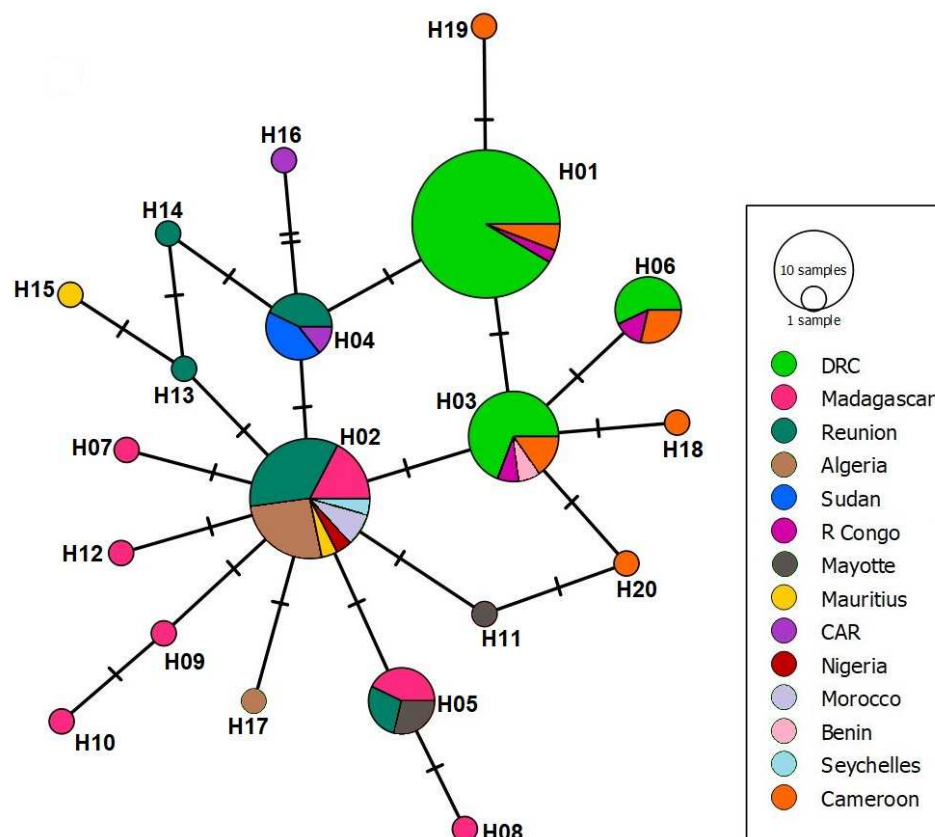 H19
H16
H01
H14
H06
H15
H04
H13
H03
H02
H07
H18
H12
H20
H11
H09
H05
H17
H10
H08
10 samples
1 sample
DRC
Madagascar
Reunion
Algeria
Sudan
R Congo
Mayotte
Mauritius
CAR
Nigeria
Morocco
Benin
Seychelles
Cameroon